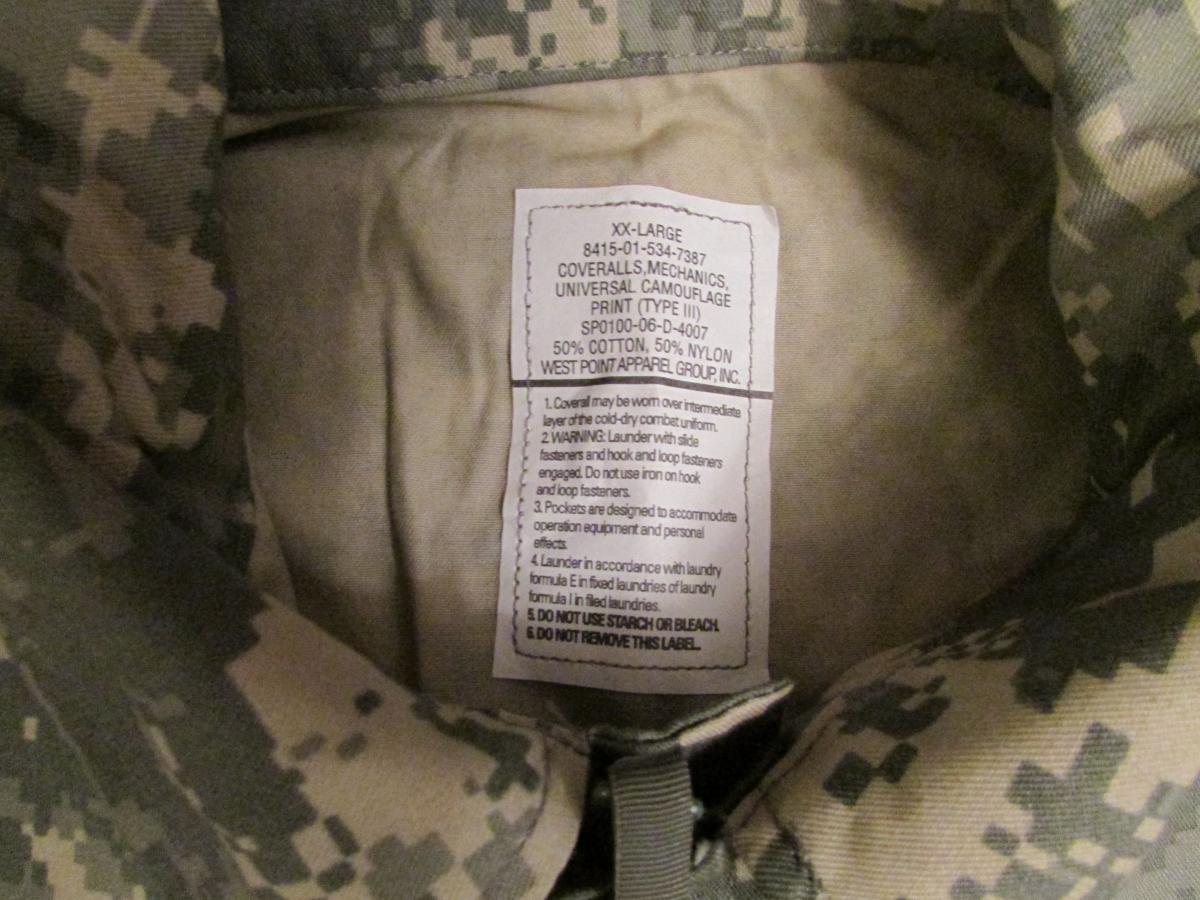 XX-LARGE
8415-01-534-7387
COVERALLS,MECHANICS,
UNIVERSAL CAMOUFLAGE
PRINT (TYPE III)
SP0100-06-D-4007
50% COTTON, 50% NYLON
WEST POINT APPAREL GROUP, INC.
1. Coverall may be worn over intermediate
layer of the cold-dry combat uniform.
2. WARNING: Launder with slide
fasteners and hook and loop fasteners
engaged. Do not use iron on hook
and loop fasteners.
3. Pockets are designed to accommodate
operation equipment and personal
effects.
4. Launder in accordance with laundry
formula E in fixed laundries of laundry
formula I in filed laundries.
5. DO NOT USE STARCH OR BLEACH.
6. DO NOT REMOVE THIS LABEL.